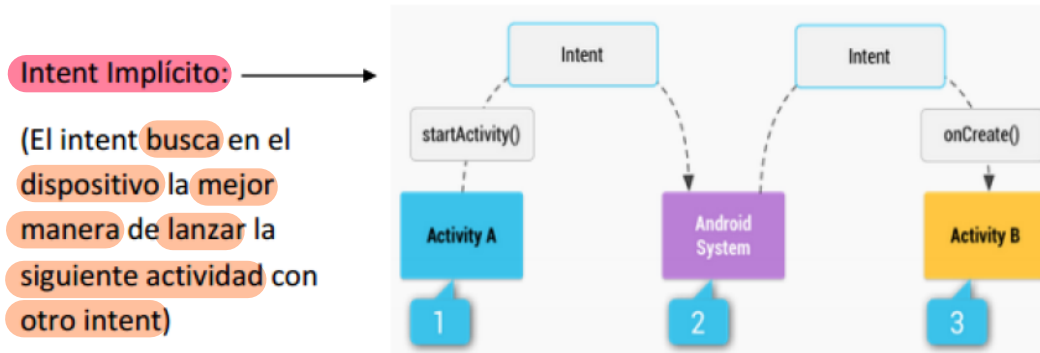 Intent Implícito:
(El intent busca en el
dispositivo la mejor
manera de lanzar la
siguiente actividad con
otro intent)
Intent
Intent
startActivity()
onCreate()
Activity A
Android
System
Activity B
1
2
3